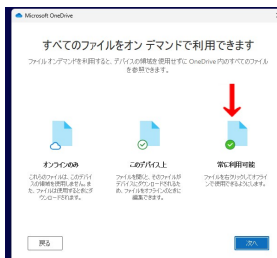 Microsoft OneDrive
すべてのファイルをオン デマンドで利用できます
ファイル オンデマンドを利用すると、デバイスの領域を使用せずに OneDrive 内のすべてのファイル
を参照できます。
オンラインのみ
このデバイス上
常に利用可能
これらのファイルは、このデバイ
スの領域を使用しません。ま
た、ファイルは使用するときにダ
ウンロードされます。
ファイルを開くと、そのファイルが
デバイスにダウンロードされるた
め、ファイルをオフラインのときに
編集できます。
ファイルを右クリックしてオフライ
ンで使用できるようにします。
戻る
次へ